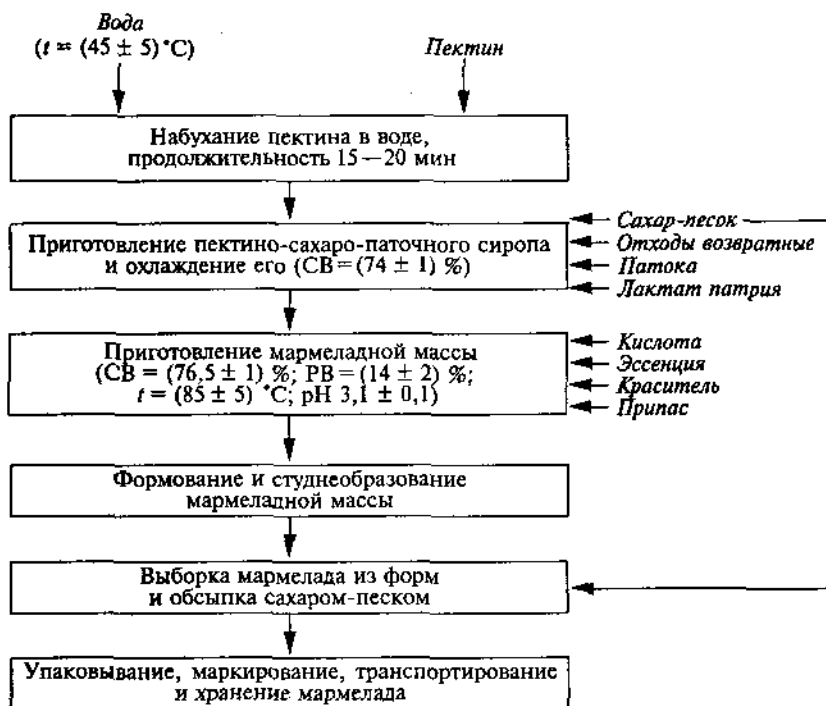 Вода
(t = (45 ± 5) °C)
Пектин
Набухание пектина в воде,
продолжительность 15—20 мин
Приготовление пектино-сахаро-паточного сиропа
и охлаждение его (СВ = (74 ± 1) %)
Сахар-песок
Отходы возвратные
Патока
Лактат патрия
Приготовление мармеладной массы
(СВ = (76,5 ± 1) %; РВ = (14 ± 2) %;
t = (85 ± 5) °C; pH 3,1 ± 0,1)
Кислота
Эссенция
Краситель
Припас
Формование и студнеобразование
мармеладной массы
Выборка мармелада из форм
и обсыпка сахаром-песком
Упаковывание, маркирование, транспортирование
и хранение мармелада